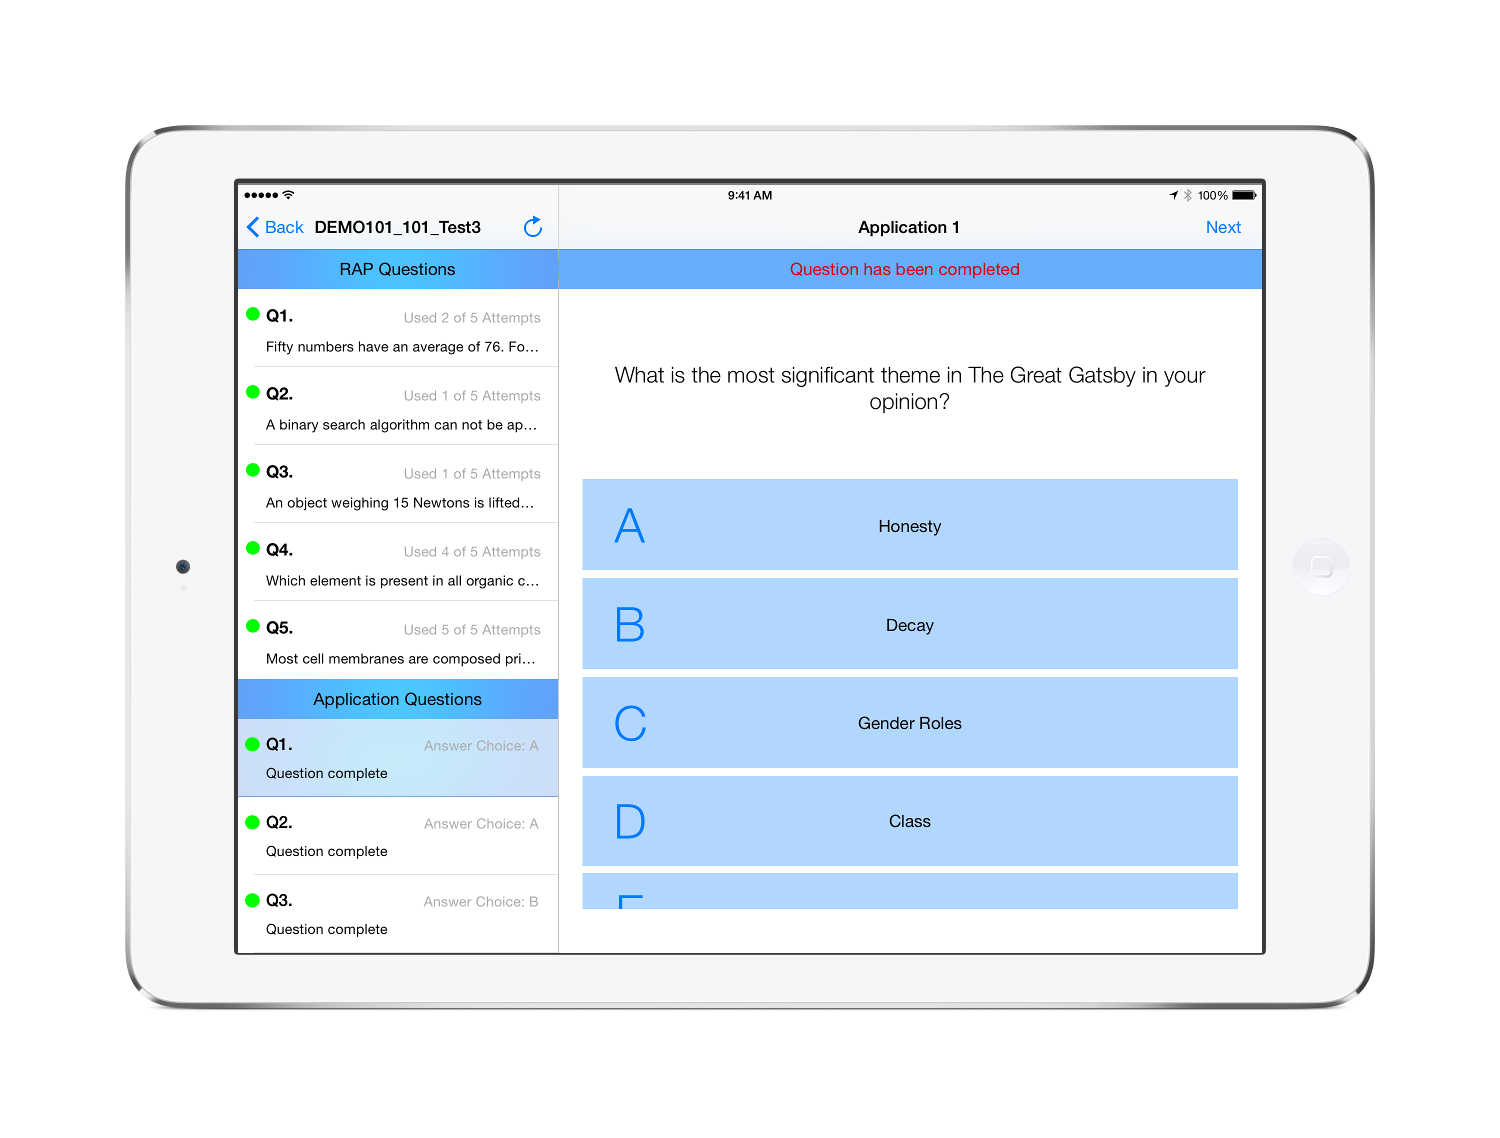 9:41 AM
100%
Back
DEMO101_101_Test3
Application 1
Next
RAP Questions
Question has been completed
Q1.
Used 2 of 5 Attempts
Fifty numbers have an average of 76. Fo...
Q2.
Used 1 of 5 Attempts
A binary search algorithm can not be ap...
Q3.
Used 1 of 5 Attempts
An object weighing 15 Newtons is lifted...
Q4.
Used 4 of 5 Attempts
Which element is present in all organic c...
Q5.
Used 5 of 5 Attempts
Most cell membranes are composed pri...
Application Questions
Q1.
Answer Choice: A
Question complete
Q2.
Answer Choice: A
Question complete
Q3.
Answer Choice: B
Question complete
What is the most significant theme in The Great Gatsby in your
opinion?
A
Honesty
B
Decay
C
Gender Roles
D
Class